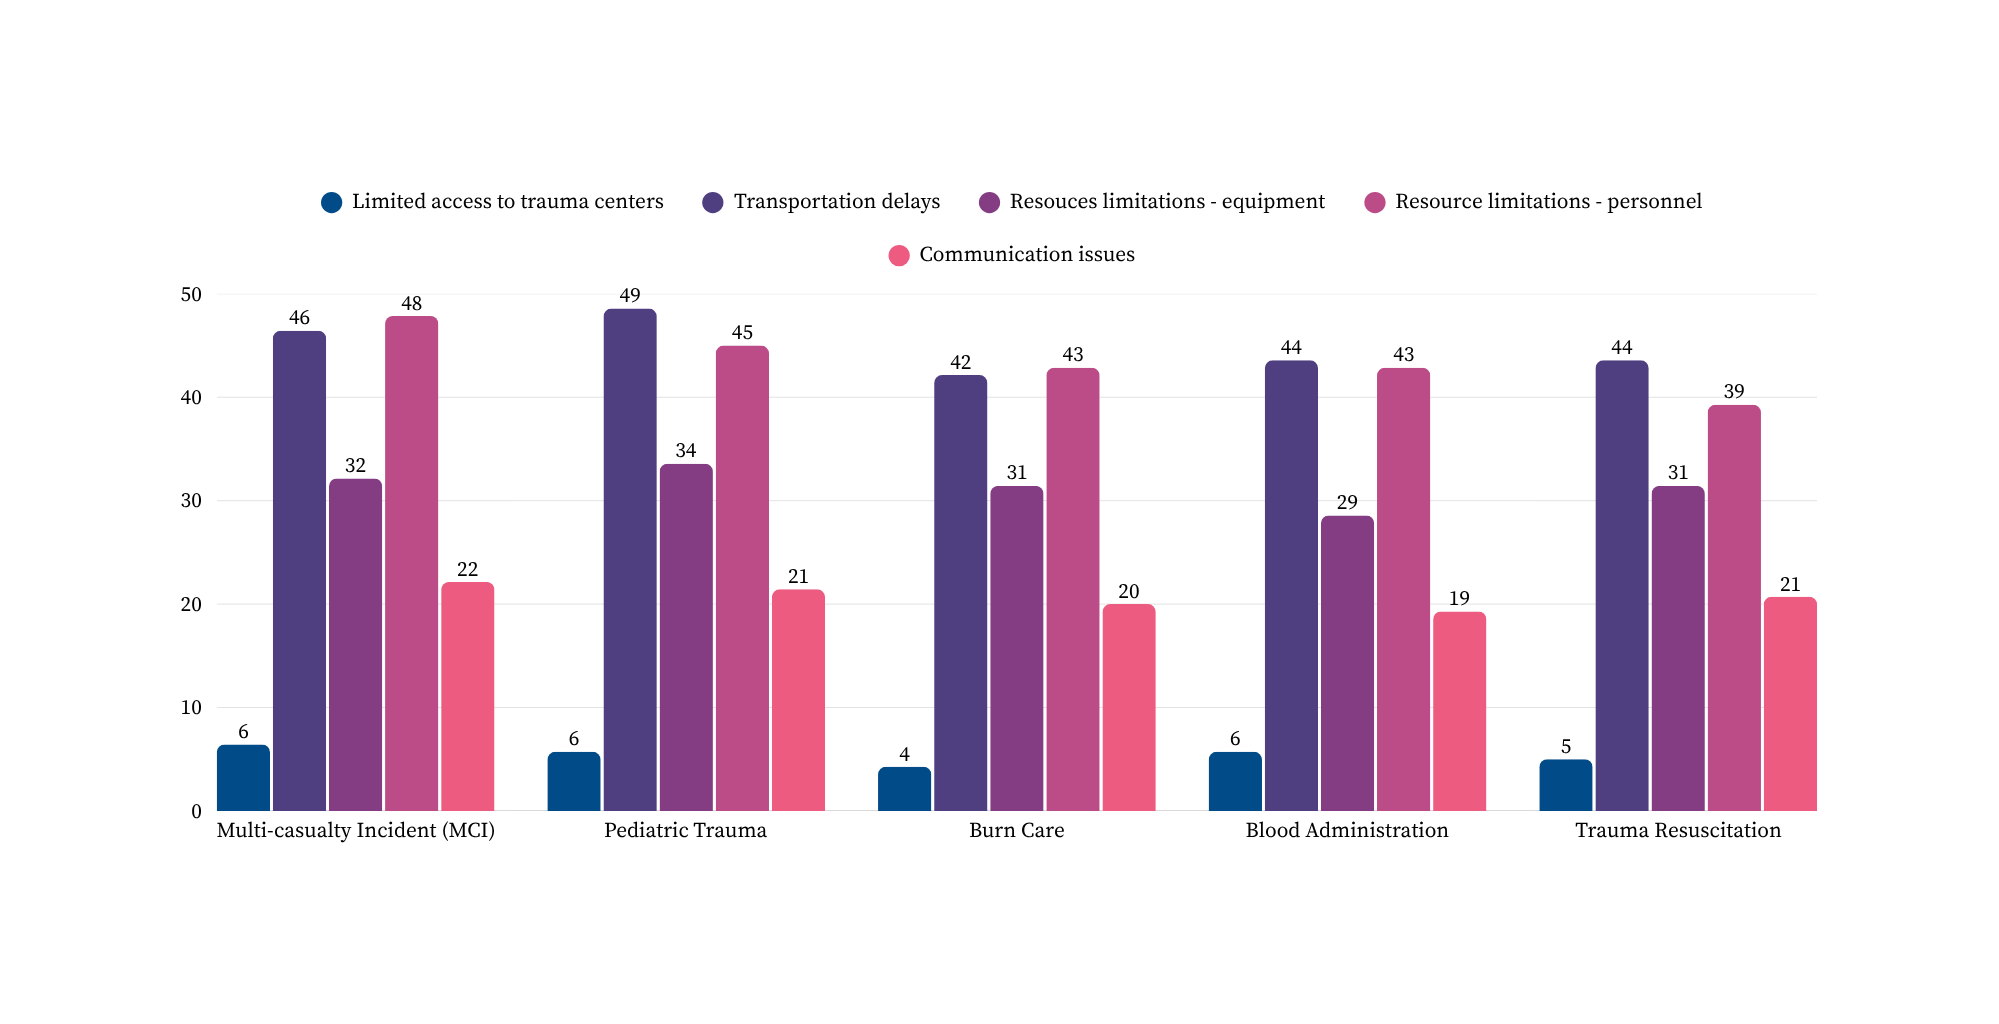 Limited access to trauma centers Transportation delays Resouces limitations - equipment Resource limitations - personnel
Communication issues
50
40
30
20
10
0
6 46 32 48 22
6 49 34 45 21
4 42 31 43 20
6 44 29 43 19
5 44 31 39 21
Multi-casualty Incident (MCI) Pediatric Trauma Burn Care Blood Administration Trauma Resuscitation